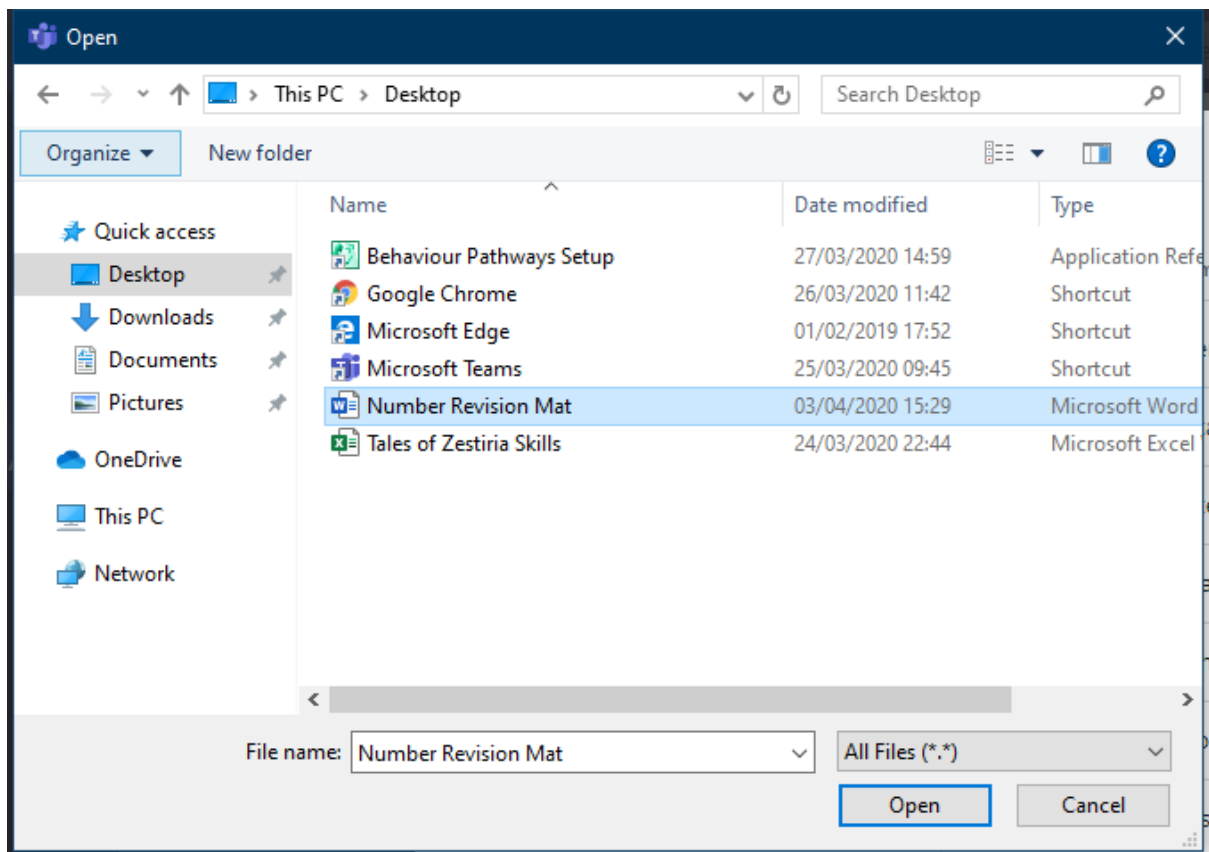 Open
This PC > Desktop
Search Desktop
Organize
New folder
Name Date modified Type
Quick access
Desktop
Downloads
Documents
Pictures
OneDrive
This PC
Network
Behaviour Pathways Setup 27/03/2020 14:59 Application Refe
Google Chrome 26/03/2020 11:42 Shortcut
Microsoft Edge 01/02/2019 17:52 Shortcut
Microsoft Teams 25/03/2020 09:45 Shortcut
Number Revision Mat 03/04/2020 15:29 Microsoft Word
Tales of Zestiria Skills 24/03/2020 22:44 Microsoft Excel
File name: Number Revision Mat All Files (*.*)
Open Cancel